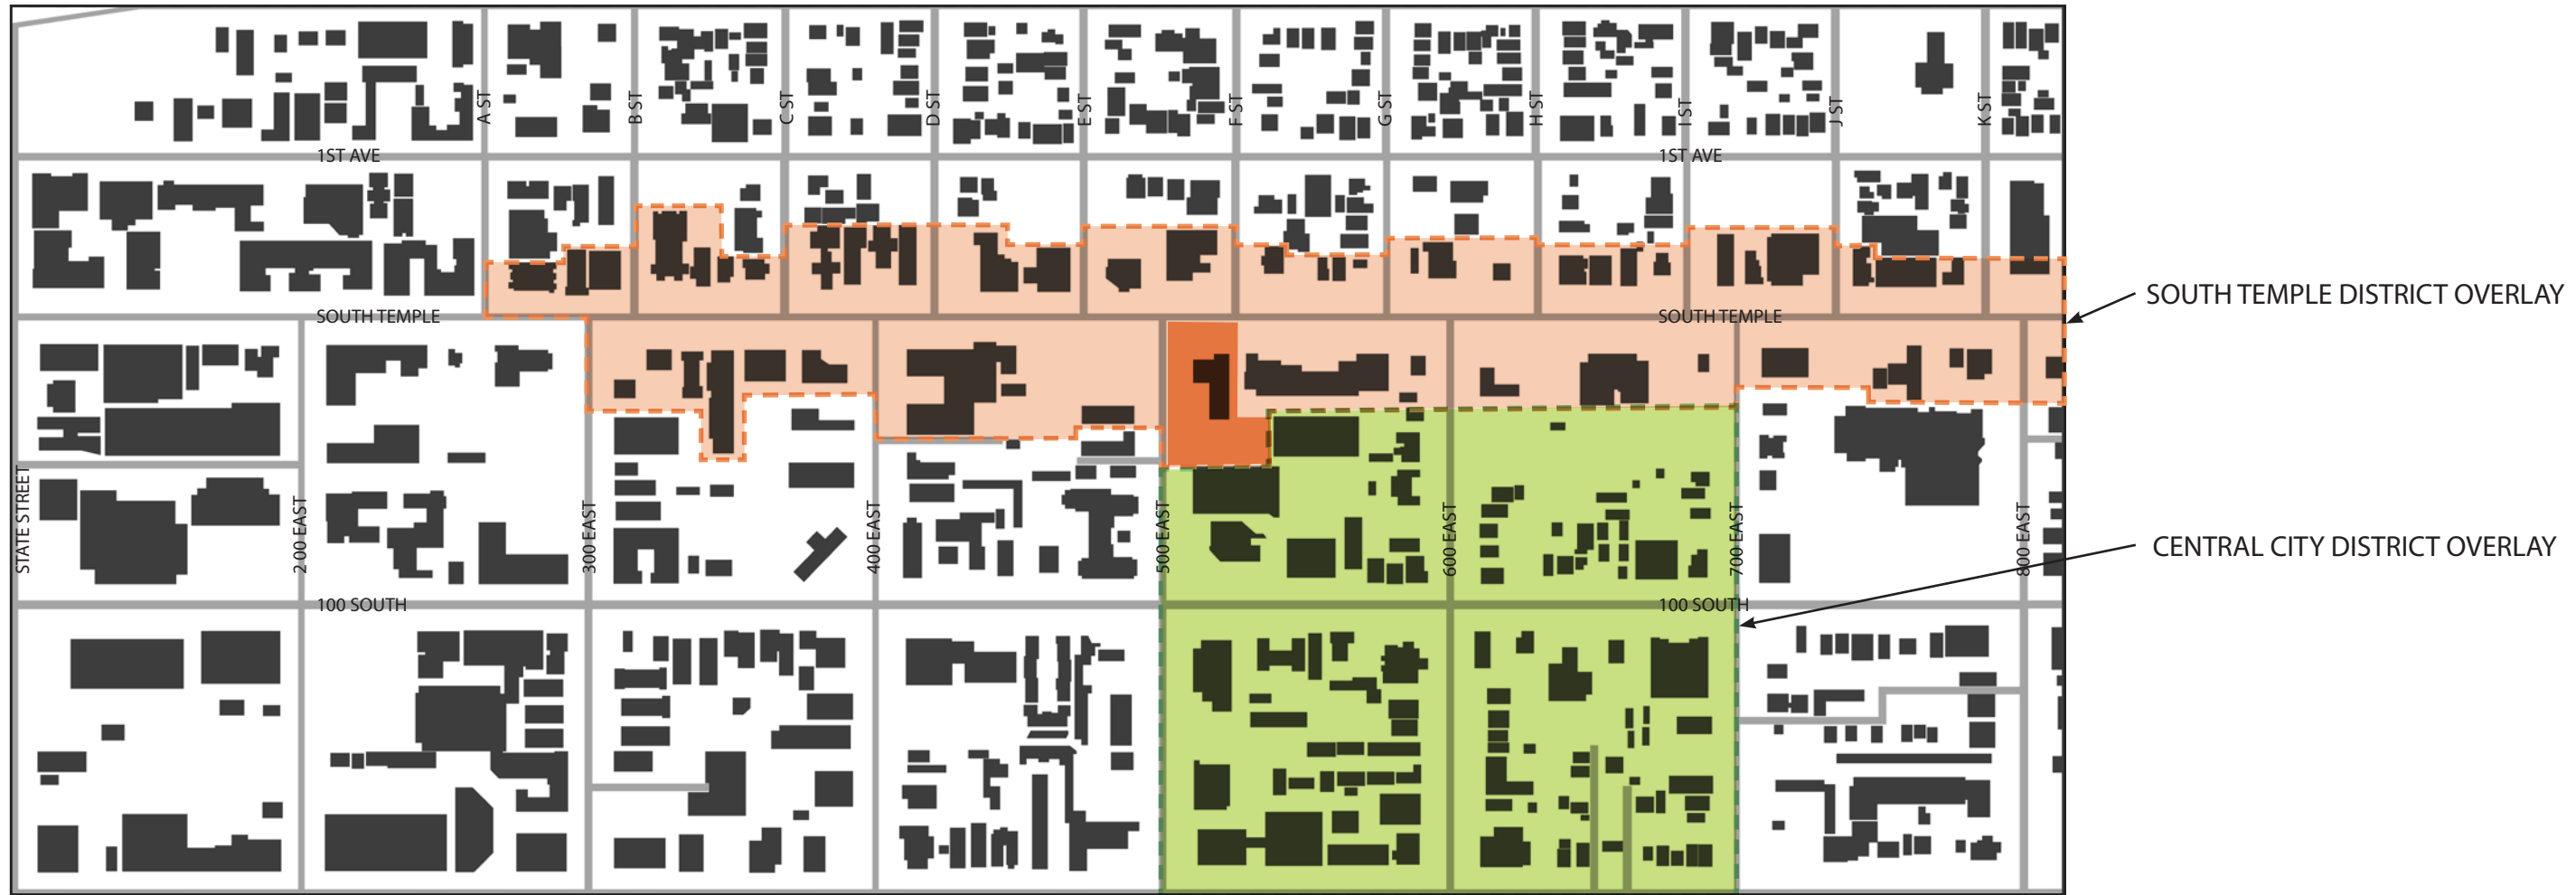 A ST
B ST
C ST
D ST
E ST
F ST
G ST
H ST
I ST
J ST
K ST
1ST AVE
1ST AVE
SOUTH TEMPLE
SOUTH TEMPLE
SOUTH TEMPLE DISTRICT OVERLAY
STATE STREET
200 EAST
300 EAST
400 EAST
500 EAST
600 EAST
700 EAST
800 EAST
CENTRAL CITY DISTRICT OVERLAY
100 SOUTH
100 SOUTH